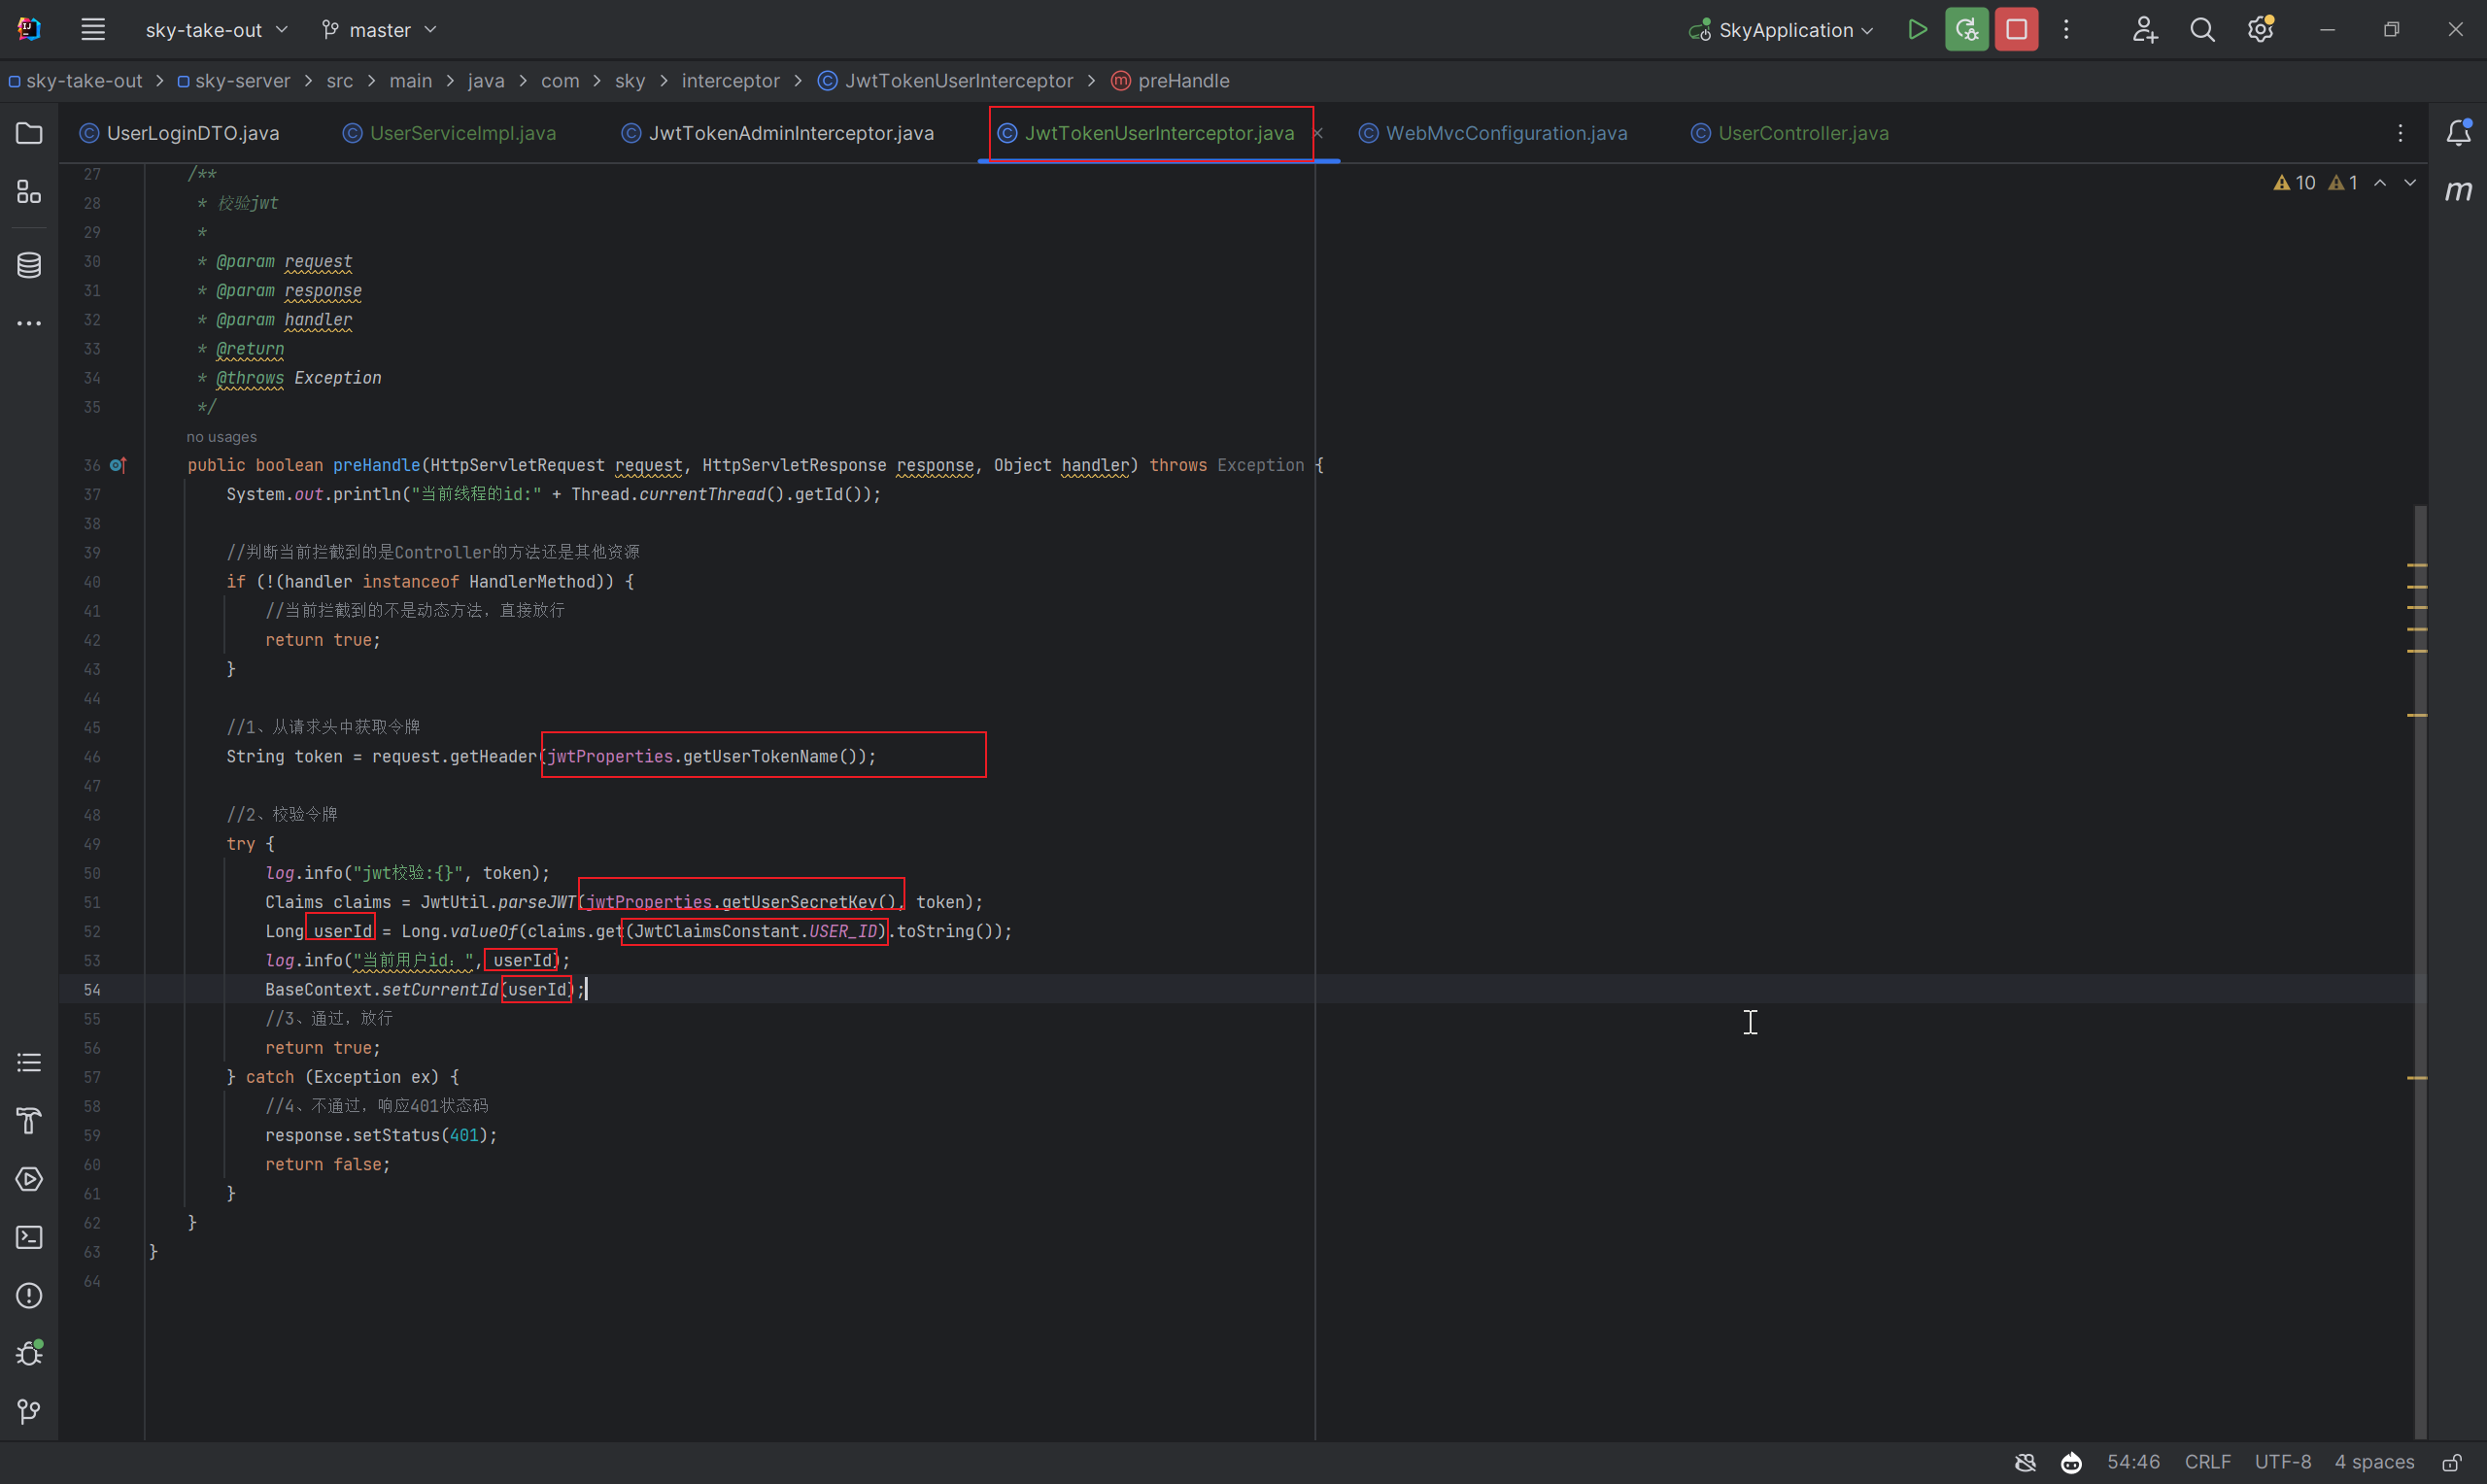 sky-take-out master SkyApplication
sky-take-out > sky-server > src > main > java > com > sky > interceptor > JwtTokenUserInterceptor > preHandle
UserLoginDTO.java UserServiceImpl.java JwtTokenAdminInterceptor.java JwtTokenUserInterceptor.java WebMvcConfiguration.java UserController.java
10 1
27 /**
28 * 校验jwt
29 *
30 * @param request
31 * @param response
32 * @param handler
33 * @return
34 * @throws Exception
35 */
no usages
36 public boolean preHandle(HttpServletRequest request, HttpServletResponse response, Object handler) throws Exception {
37 System.out.println("当前线程的id:" + Thread.currentThread().getId());
38
39 //判断当前拦截到的是Controller的方法还是其他资源
40 if (!(handler instanceof HandlerMethod)) {
41 //当前拦截到的不是动态方法，直接放行
42 return true;
43 }
44
45 //1、从请求头中获取令牌
46 String token = request.getHeader(jwtProperties.getUserTokenName());
47
48 //2、校验令牌
49 try {
50 log.info("jwt校验:{}", token);
51 Claims claims = JwtUtil.parseJWT(jwtProperties.getUserSecretKey(), token);
52 Long userId = Long.valueOf(claims.get(JwtClaimsConstant.USER_ID).toString());
53 log.info("当前用户id：", userId);
54 BaseContext.setCurrentId(userId);
55 //3、通过，放行
56 return true;
57 } catch (Exception ex) {
58 //4、不通过，响应401状态码
59 response.setStatus(401);
60 return false;
61 }
62 }
63 }
64
54:46 CRLF UTF-8 4 spaces